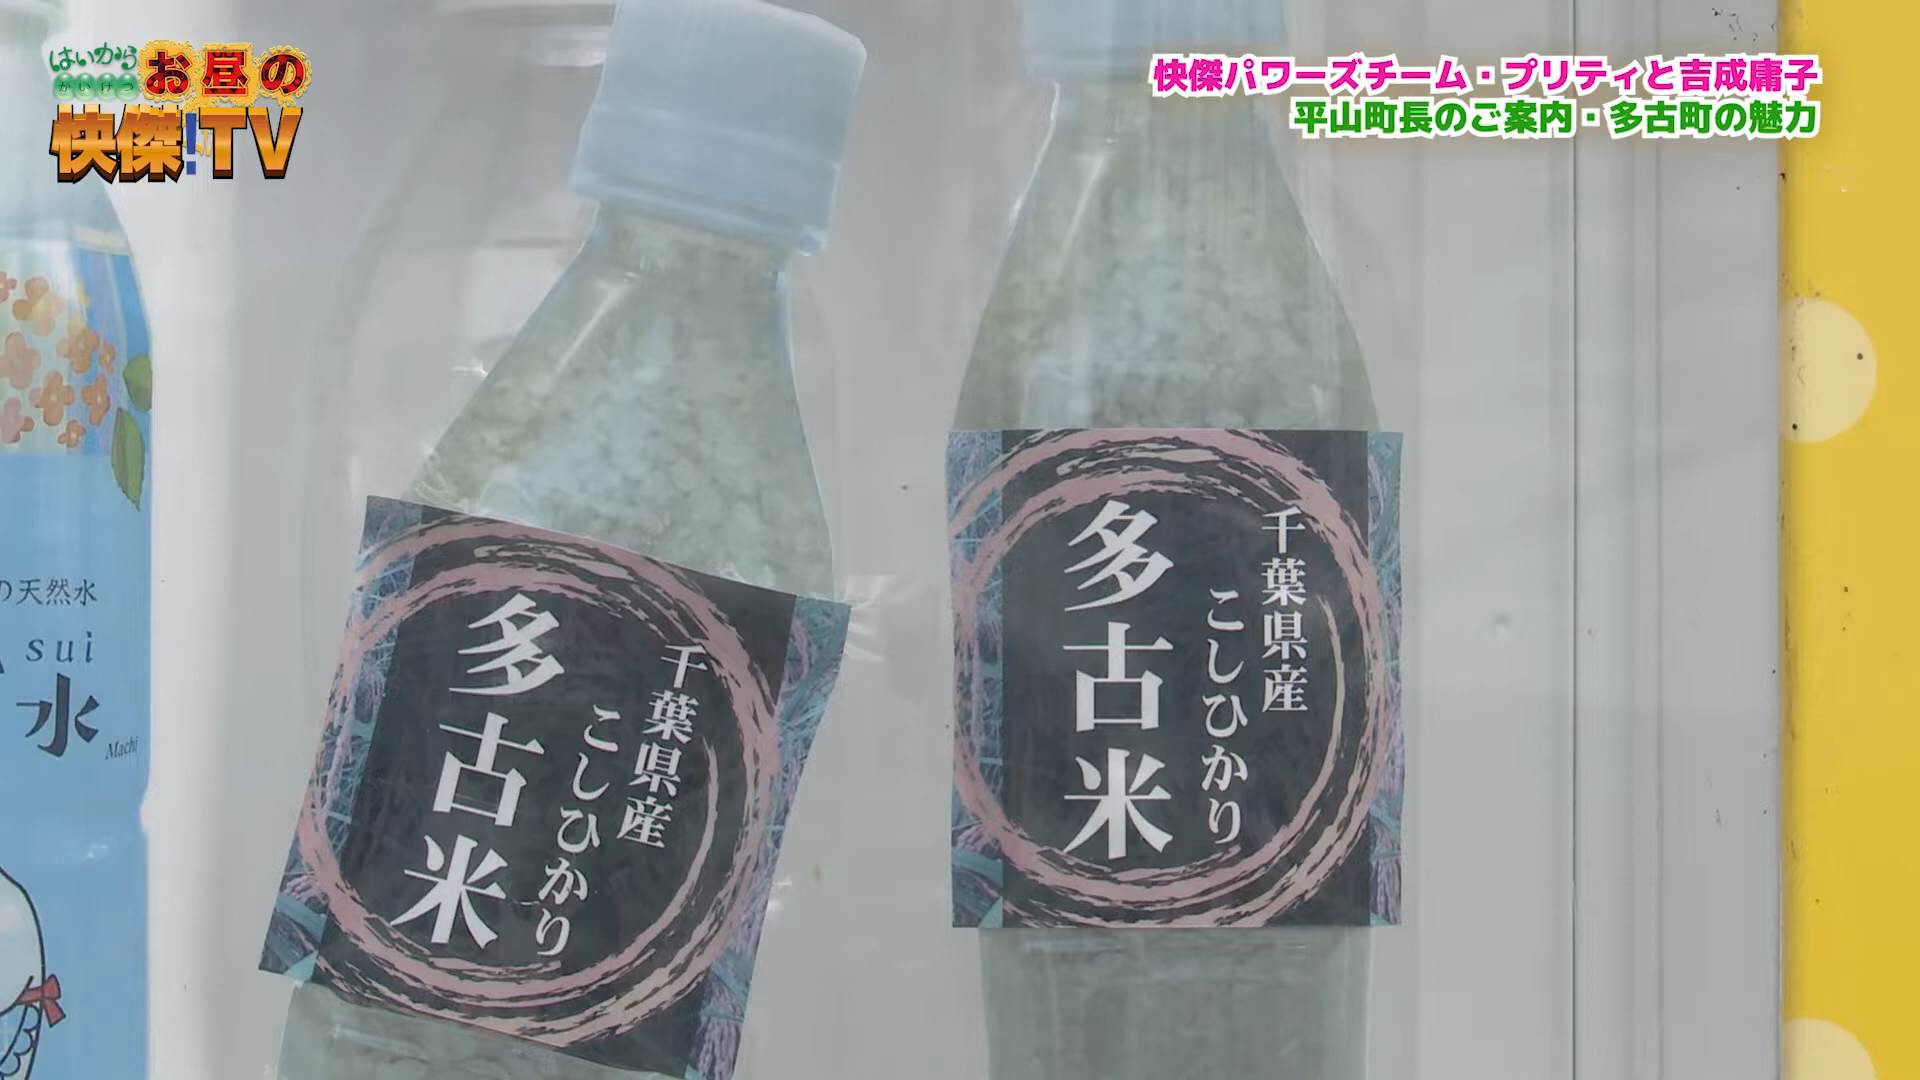 はいから
かいけつ
お昼の
快傑!TV
快傑パワーズチーム・プリティと吉成庸子
平山町長のご案内・多古町の魅力
の天然水
sui
水
Machi
千葉県産
こしひかり
多古米
千葉県産
こしひかり
多古米